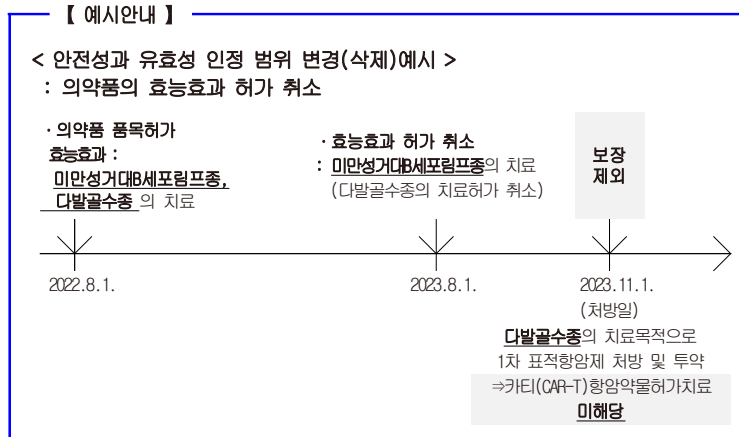 【 예시안내 】
< 안전성과 유효성 인정 범위 변경(삭제)예시 >
: 의약품의 효능효과 허가 취소
· 의약품 품목허가
효능효과 :
미만성거대B세포림프종,
다발골수종 의 치료
· 효능효과 허가 취소
: 미만성거대B세포림프종의 치료
(다발골수종의 치료허가 취소)
보장
제외
2022.8.1.
2023.8.1.
2023.11.1.
(처방일)
다발골수종의 치료목적으로
1차 표적항암제 처방 및 투약
⇒카티(CAR-T)항암약물허가치료
미해당